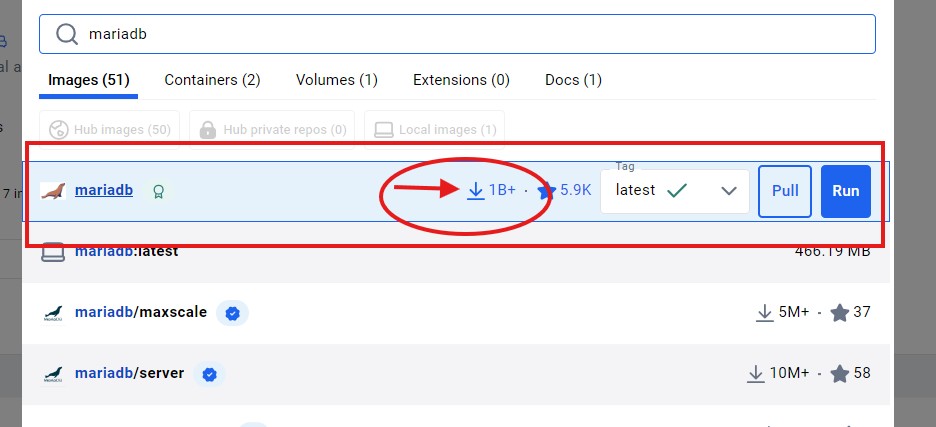 mariadb
Images (51) Containers (2) Volumes (1) Extensions (0) Docs (1)
Hub images (50) Hub private repos (0) Local images (1)
Tag
mariadb 1B+ · 5.9K latest Pull Run
7 in
mariadb:latest 466.19 MB
mariadb/maxscale 5M+ · 37
mariadb/server 10M+ · 58